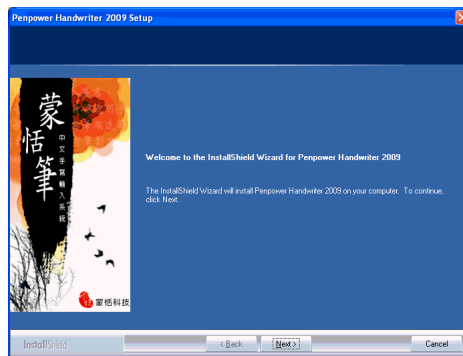 Penpower Handwriter 2009 Setup
蒙恬筆
中文手寫輸入系統
蒙恬科技
Welcome to the InstallShield Wizard for Penpower Handwriter 2009
The InstallShield Wizard will install Penpower Handwriter 2009 on your computer. To continue,
click Next.
InstallShield
< Back
Next >
Cancel